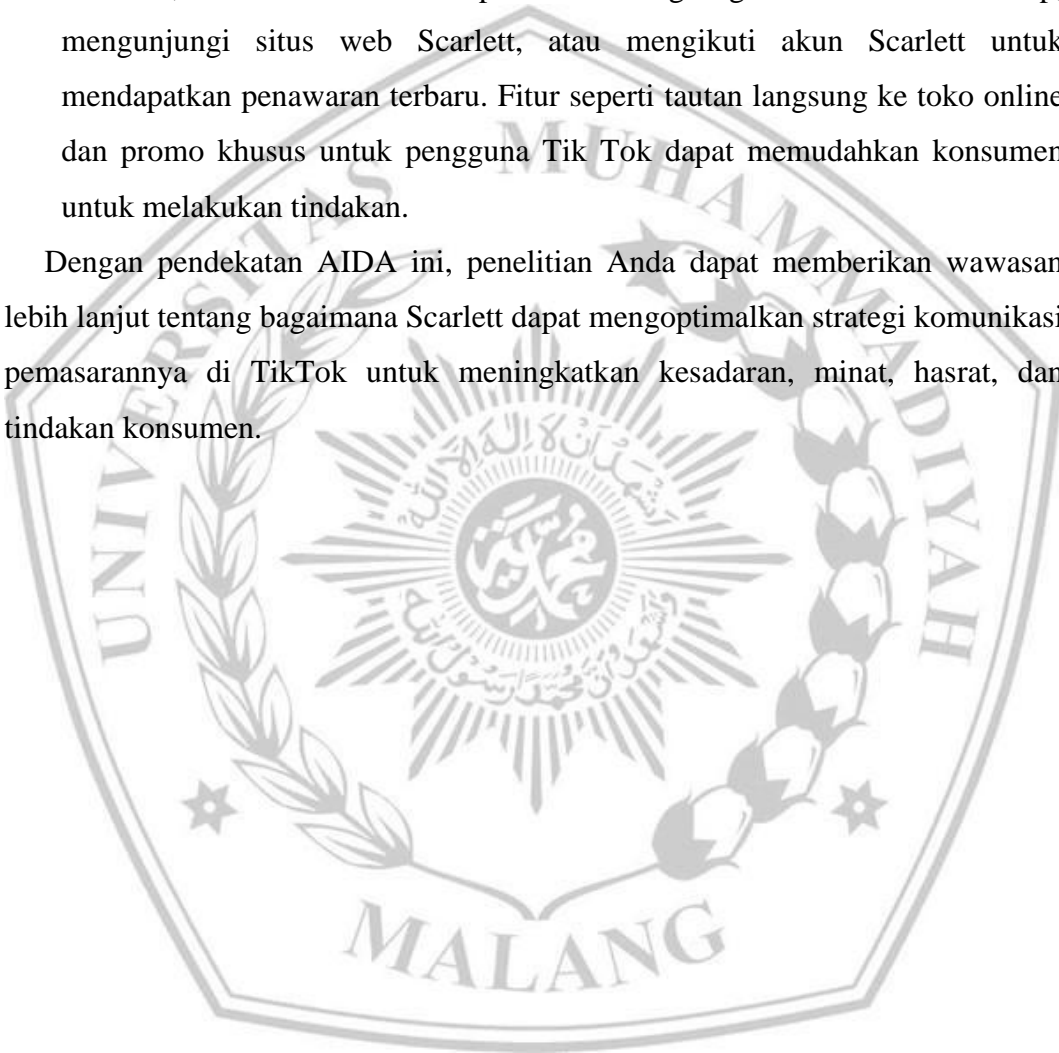 mengunjungi situs web Scarlett, atau mengikuti akun Scarlett untuk
mendapatkan penawaran terbaru. Fitur seperti tautan langsung ke toko online
dan promo khusus untuk pengguna Tik Tok dapat memudahkan konsumen
untuk melakukan tindakan.
Dengan pendekatan AIDA ini, penelitian Anda dapat memberikan wawasan
lebih lanjut tentang bagaimana Scarlett dapat mengoptimalkan strategi komunikasi
pemasarannya di TikTok untuk meningkatkan kesadaran, minat, hasrat, dan
tindakan konsumen.
UNIVERSITAS MUHAMMADIYAH
MALANG